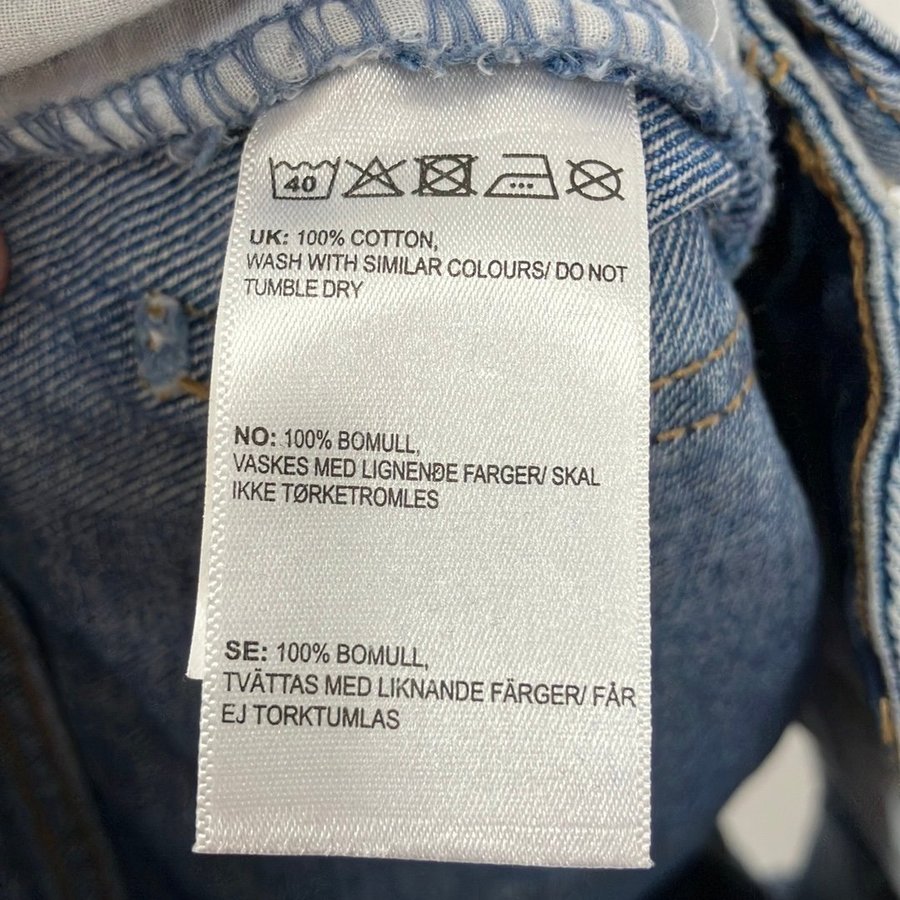 40
UK: 100% COTTON,
WASH WITH SIMILAR COLOURS/ DO NOT
TUMBLE DRY
NO: 100% BOMULL,
VASKES MED LIGNENDE FARGER/ SKAL
IKKE TØRKETROMLES
SE: 100% BOMULL,
TVÄTTAS MED LIKNANDE FÄRGER/ FÅR
EJ TORKTUMLAS